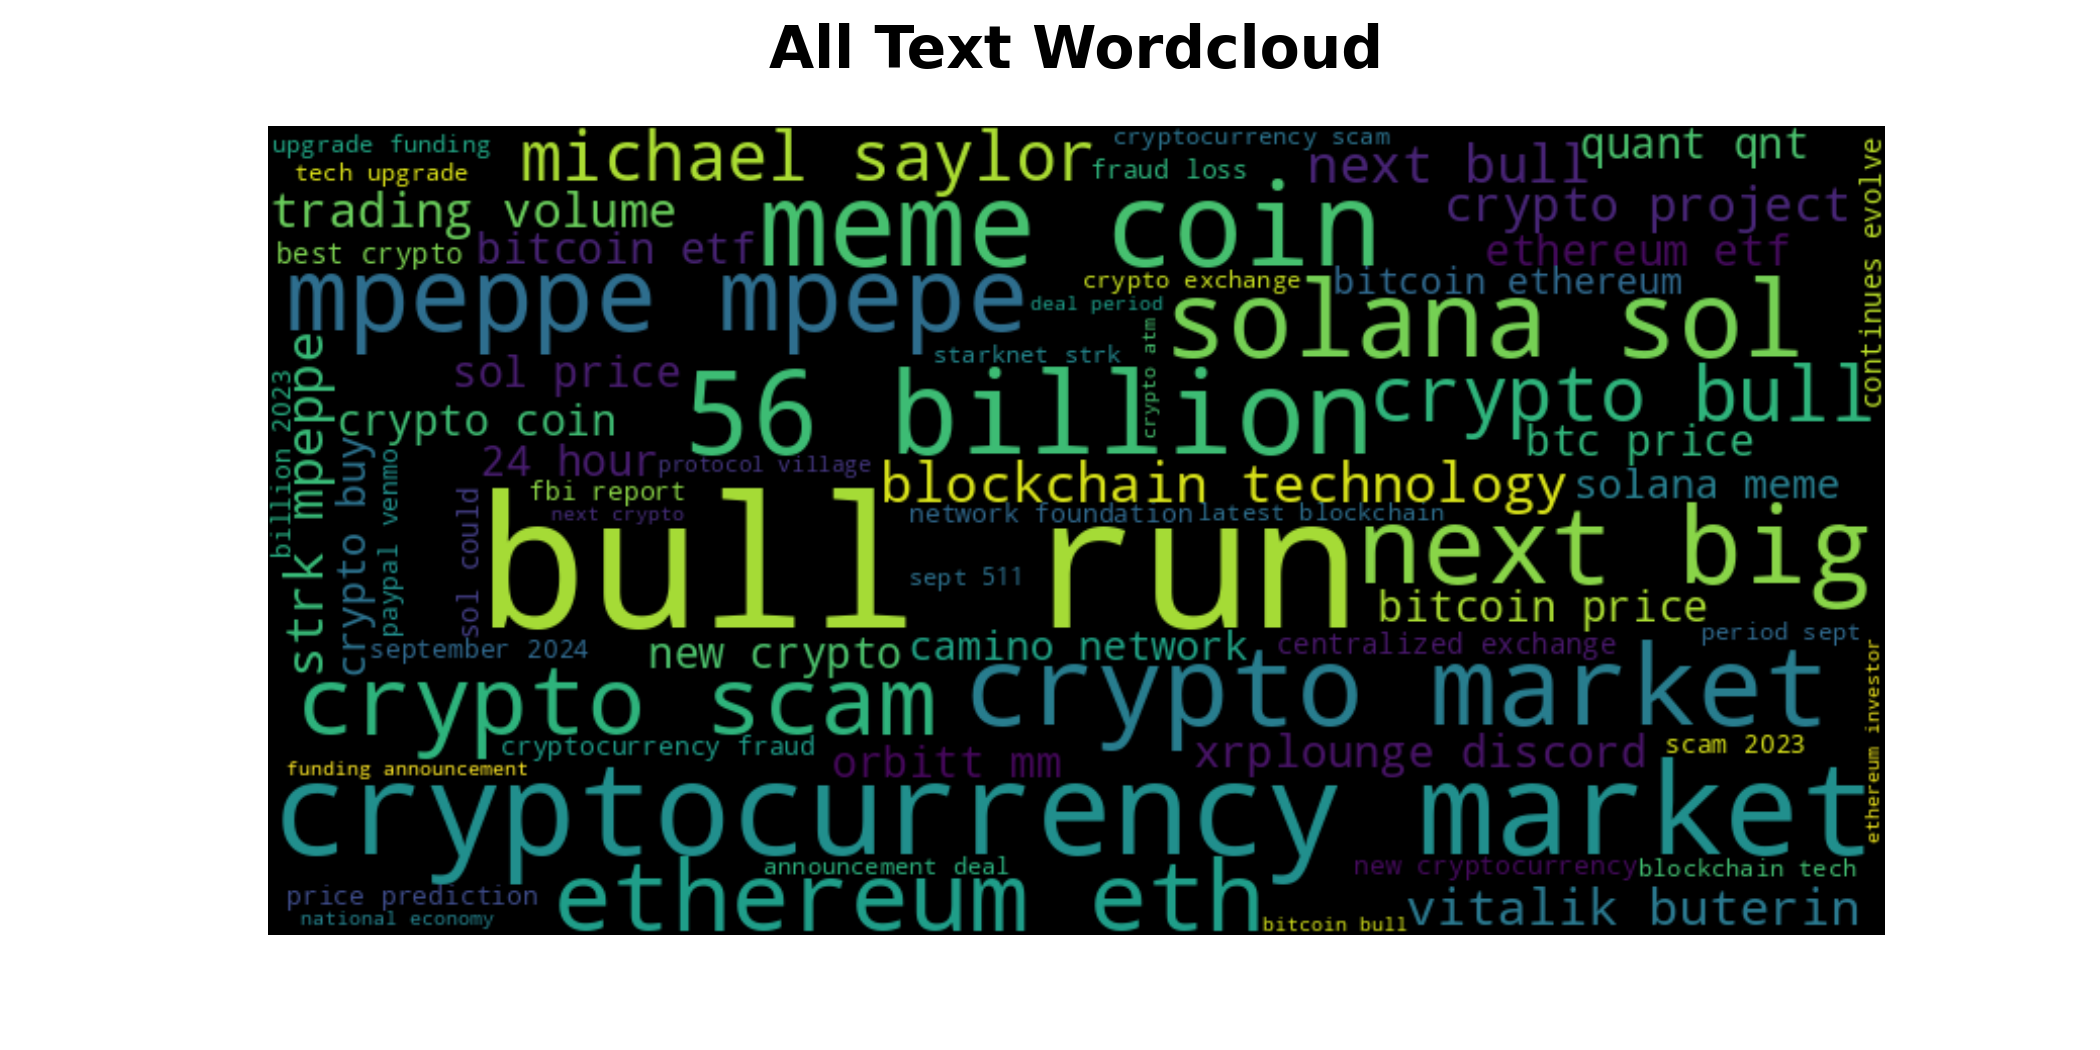 All Text Wordcloud
upgrade funding
michael saylor
cryptocurrency scam
quant qnt
tech upgrade
fraud loss
next bull
continues evolve
trading volume
meme coin
crypto project
best crypto
bitcoin etf
ethereum etf
mpeppe mpepe
crypto exchange
bitcoin ethereum
deal period
solana sol
strk mpeppe
starknet strk
crypto atm
sol price
56 billion
crypto bull
billion 2023
crypto coin
btc price
crypto buy
paypal venmo
24 hour
protocol village
blockchain technology
solana meme
sol could
fbi report
next crypto
network foundation
latest blockchain
bull run
next big
sept 511
bitcoin price
september 2024
new crypto
camino network
centralized exchange
period sept
crypto scam
crypto market
ethereum investor
cryptocurrency fraud
orbitt mm
xrplounge discord
scam 2023
funding announcement
cryptocurrency market
announcement deal
new cryptocurrency
blockchain tech
price prediction
ethereum eth
vitalik buterin
national economy
bitcoin bull